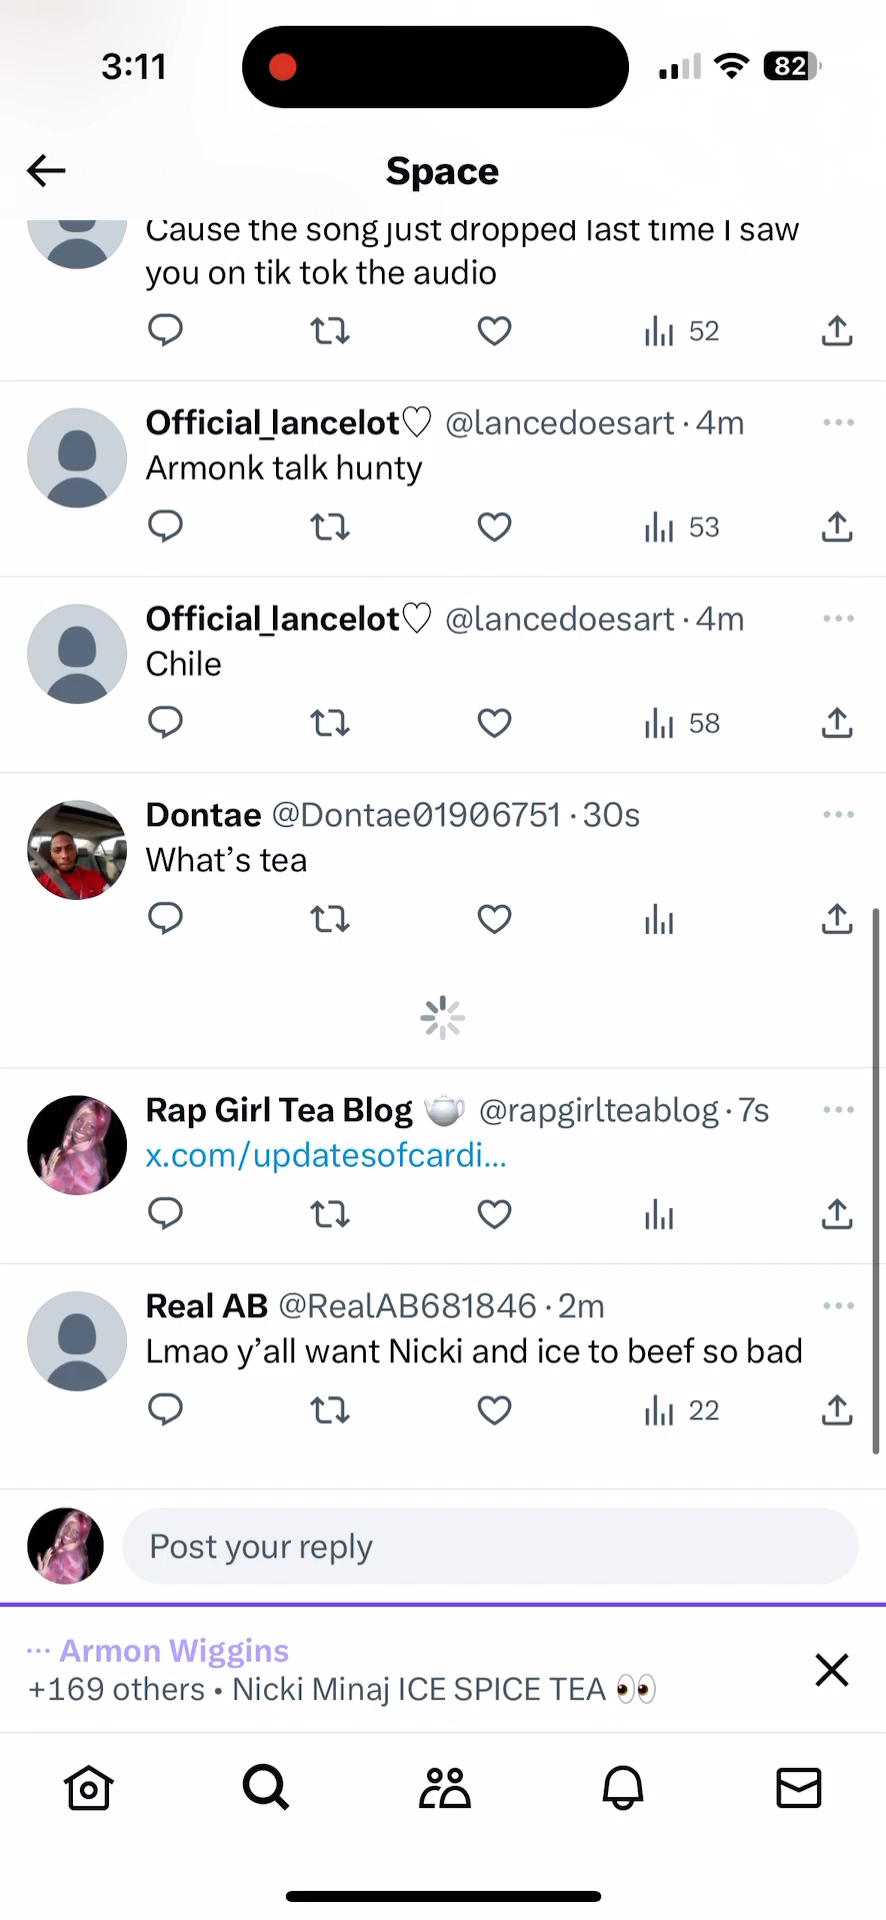 3:11
82
Space
Cause the song just dropped last time I saw
you on tik tok the audio
52
Official_lancelot♡ @lancedoesart · 4m
Armonk talk hunty
53
Official_lancelot♡ @lancedoesart · 4m
Chile
58
Dontae @Dontae01906751 · 30s
What’s tea
Rap Girl Tea Blog 🫖 @rapgirlteablog · 7s
x.com/updatesofcardi...
Real AB @RealAB681846 · 2m
Lmao y’all want Nicki and ice to beef so bad
22
Post your reply
··· Armon Wiggins
+169 others • Nicki Minaj ICE SPICE TEA 👀